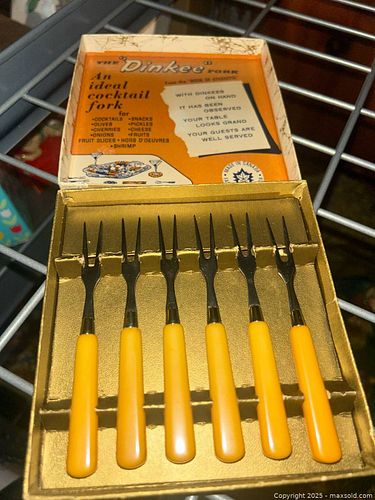 THE "Dinkee" FORK
An
ideal
cocktail
fork
for
•COCKTAILS •SNACKS
•OLIVES •PICKLES
•CHERRIES •CHEESE
•ONIONS •FRUITS
FRUIT SLICES • HORS D'OEUVRES
•SHRIMP
WITH DINKEES
ON HAND
IT HAS BEEN
OBSERVED
YOUR TABLE
LOOKS GRAND
YOUR GUESTS ARE
WELL SERVED
Copyright 2025 - maxsold.com